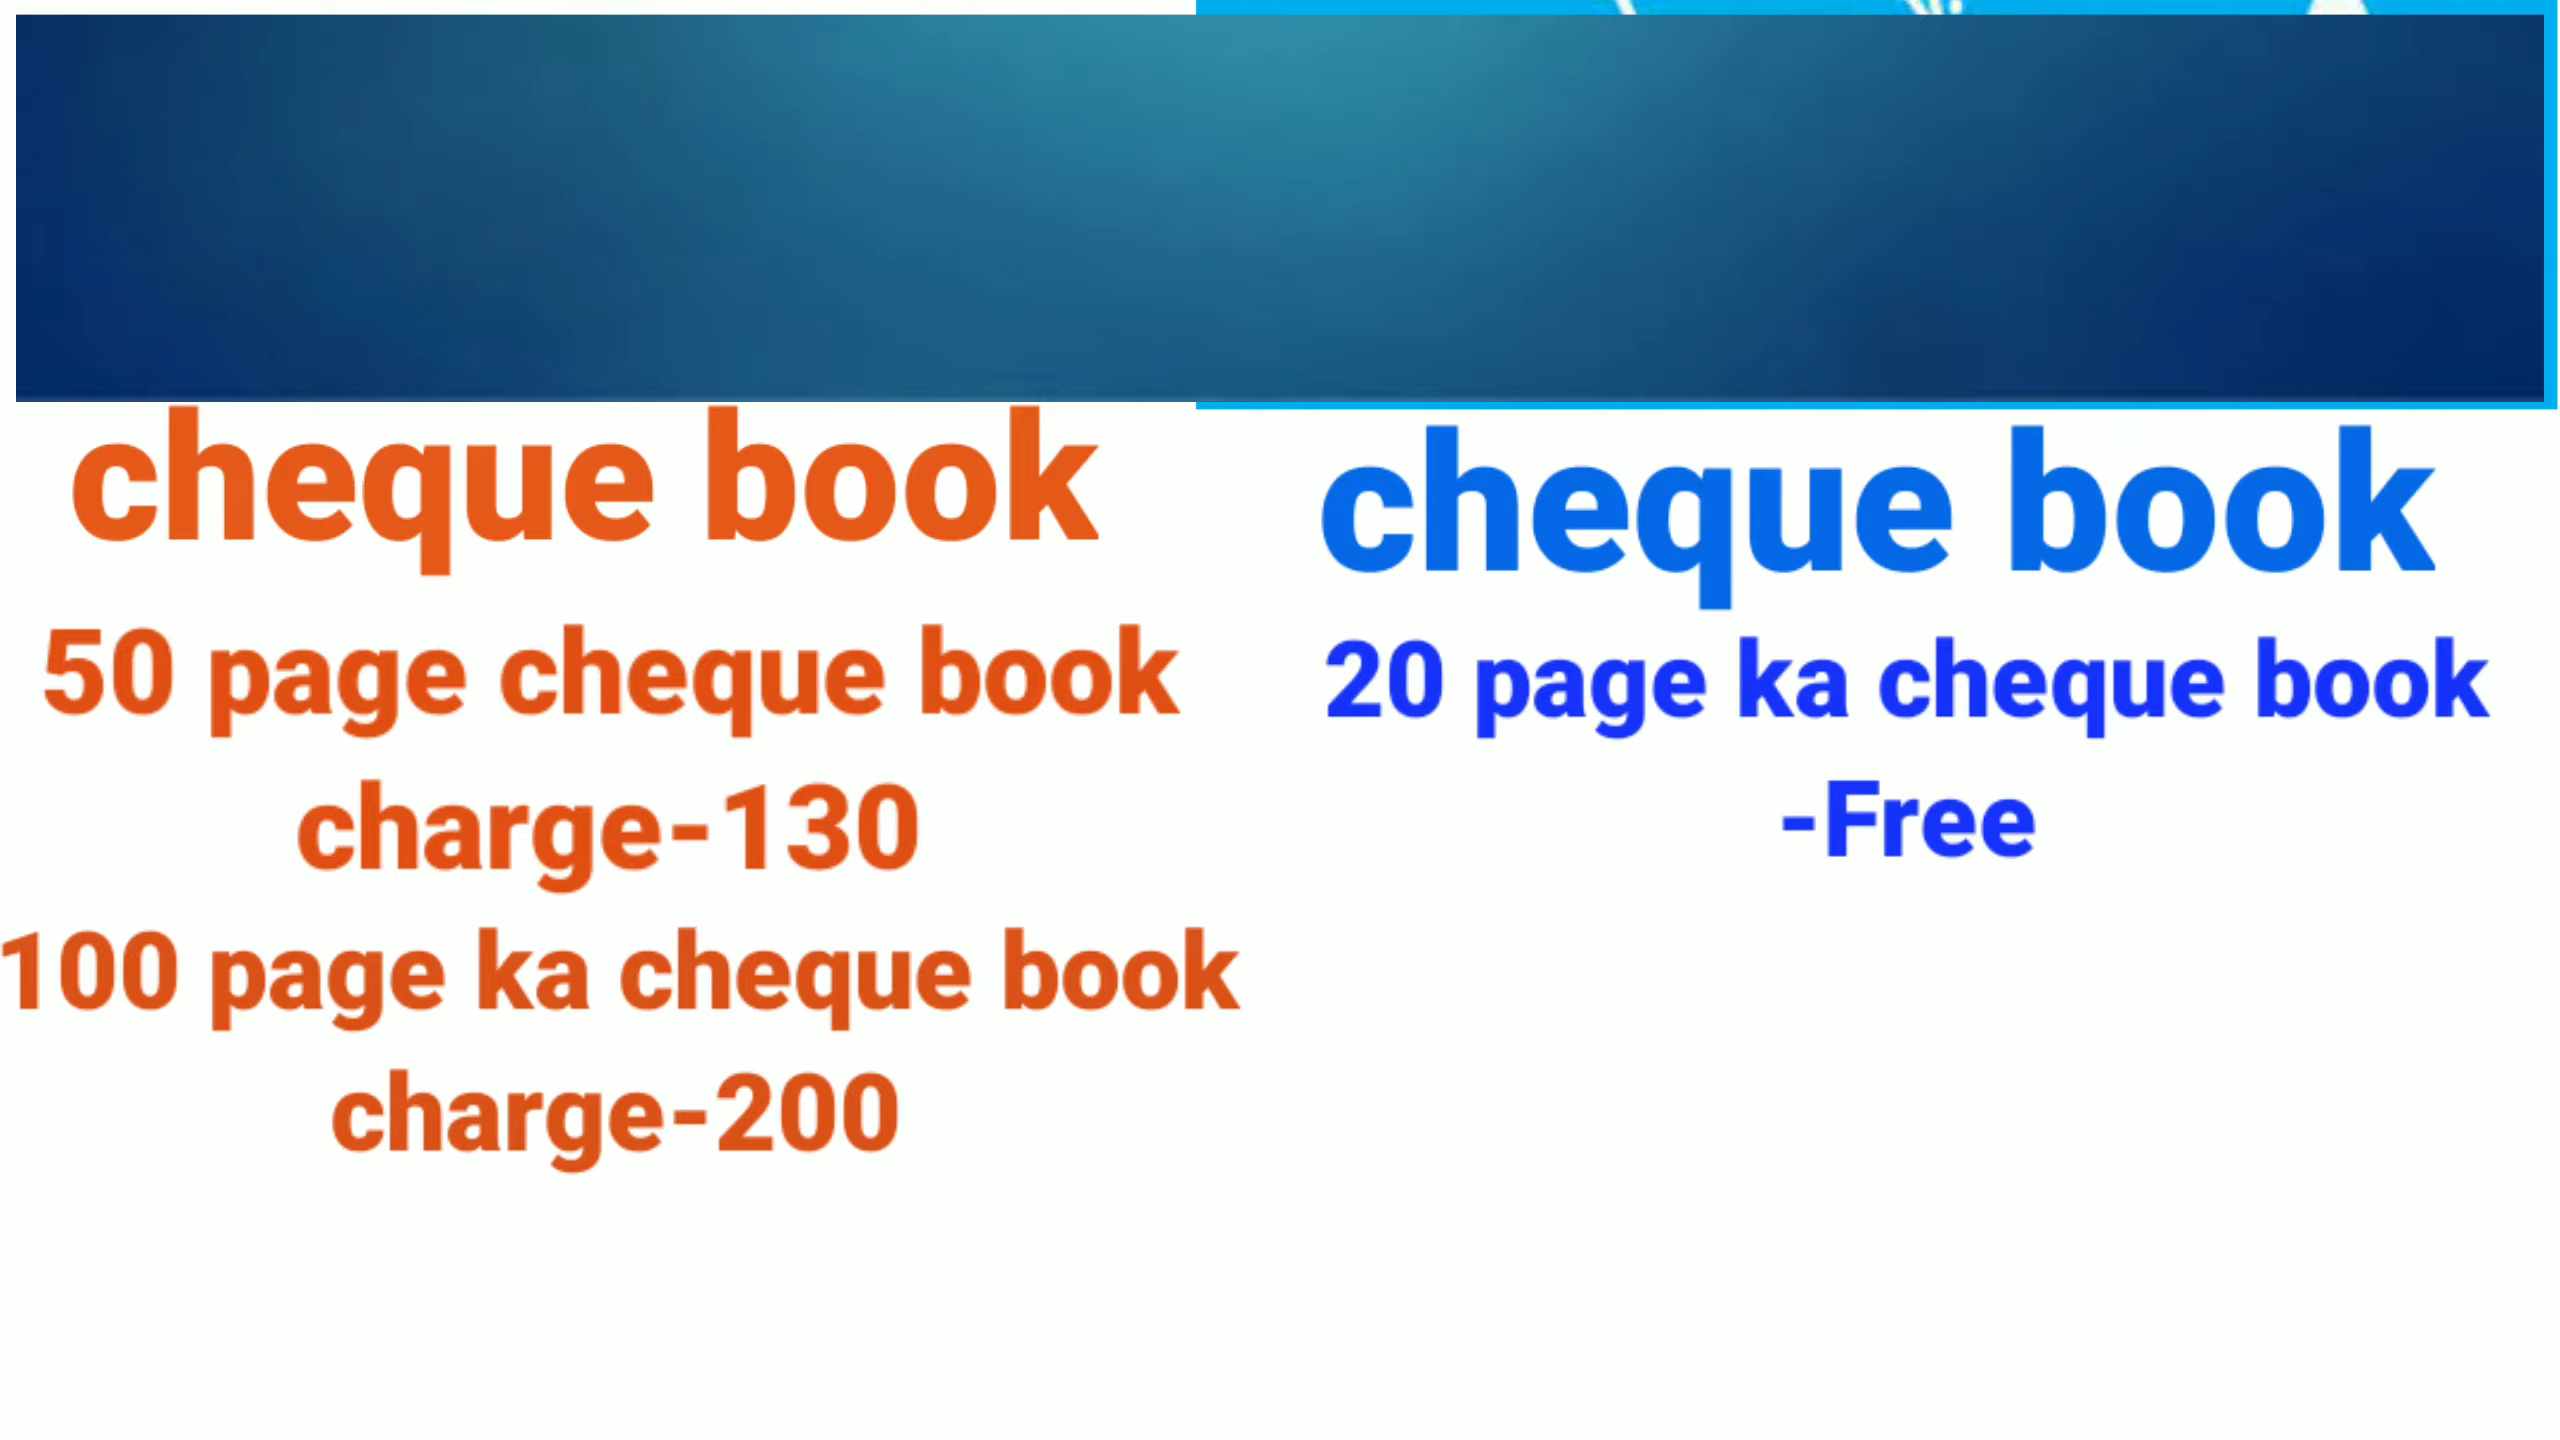 cheque book
50 page cheque book
charge-130
100 page ka cheque book
charge-200
cheque book
20 page ka cheque book
-Free